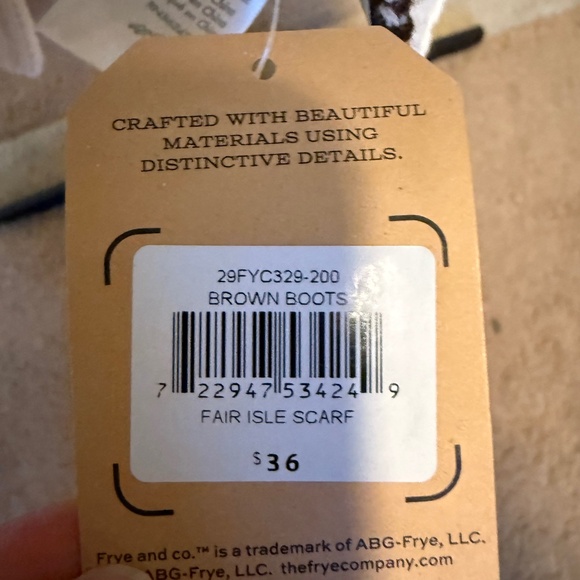 CRAFTED WITH BEAUTIFUL
MATERIALS USING
DISTINCTIVE DETAILS.
29FYC329-200
BROWN BOOTS
7 22947 53424 9
FAIR ISLE SCARF
$36
Frye and co.™ is a trademark of ABG-Frye, LLC.
ABG-Frye, LLC. thefryecompany.com